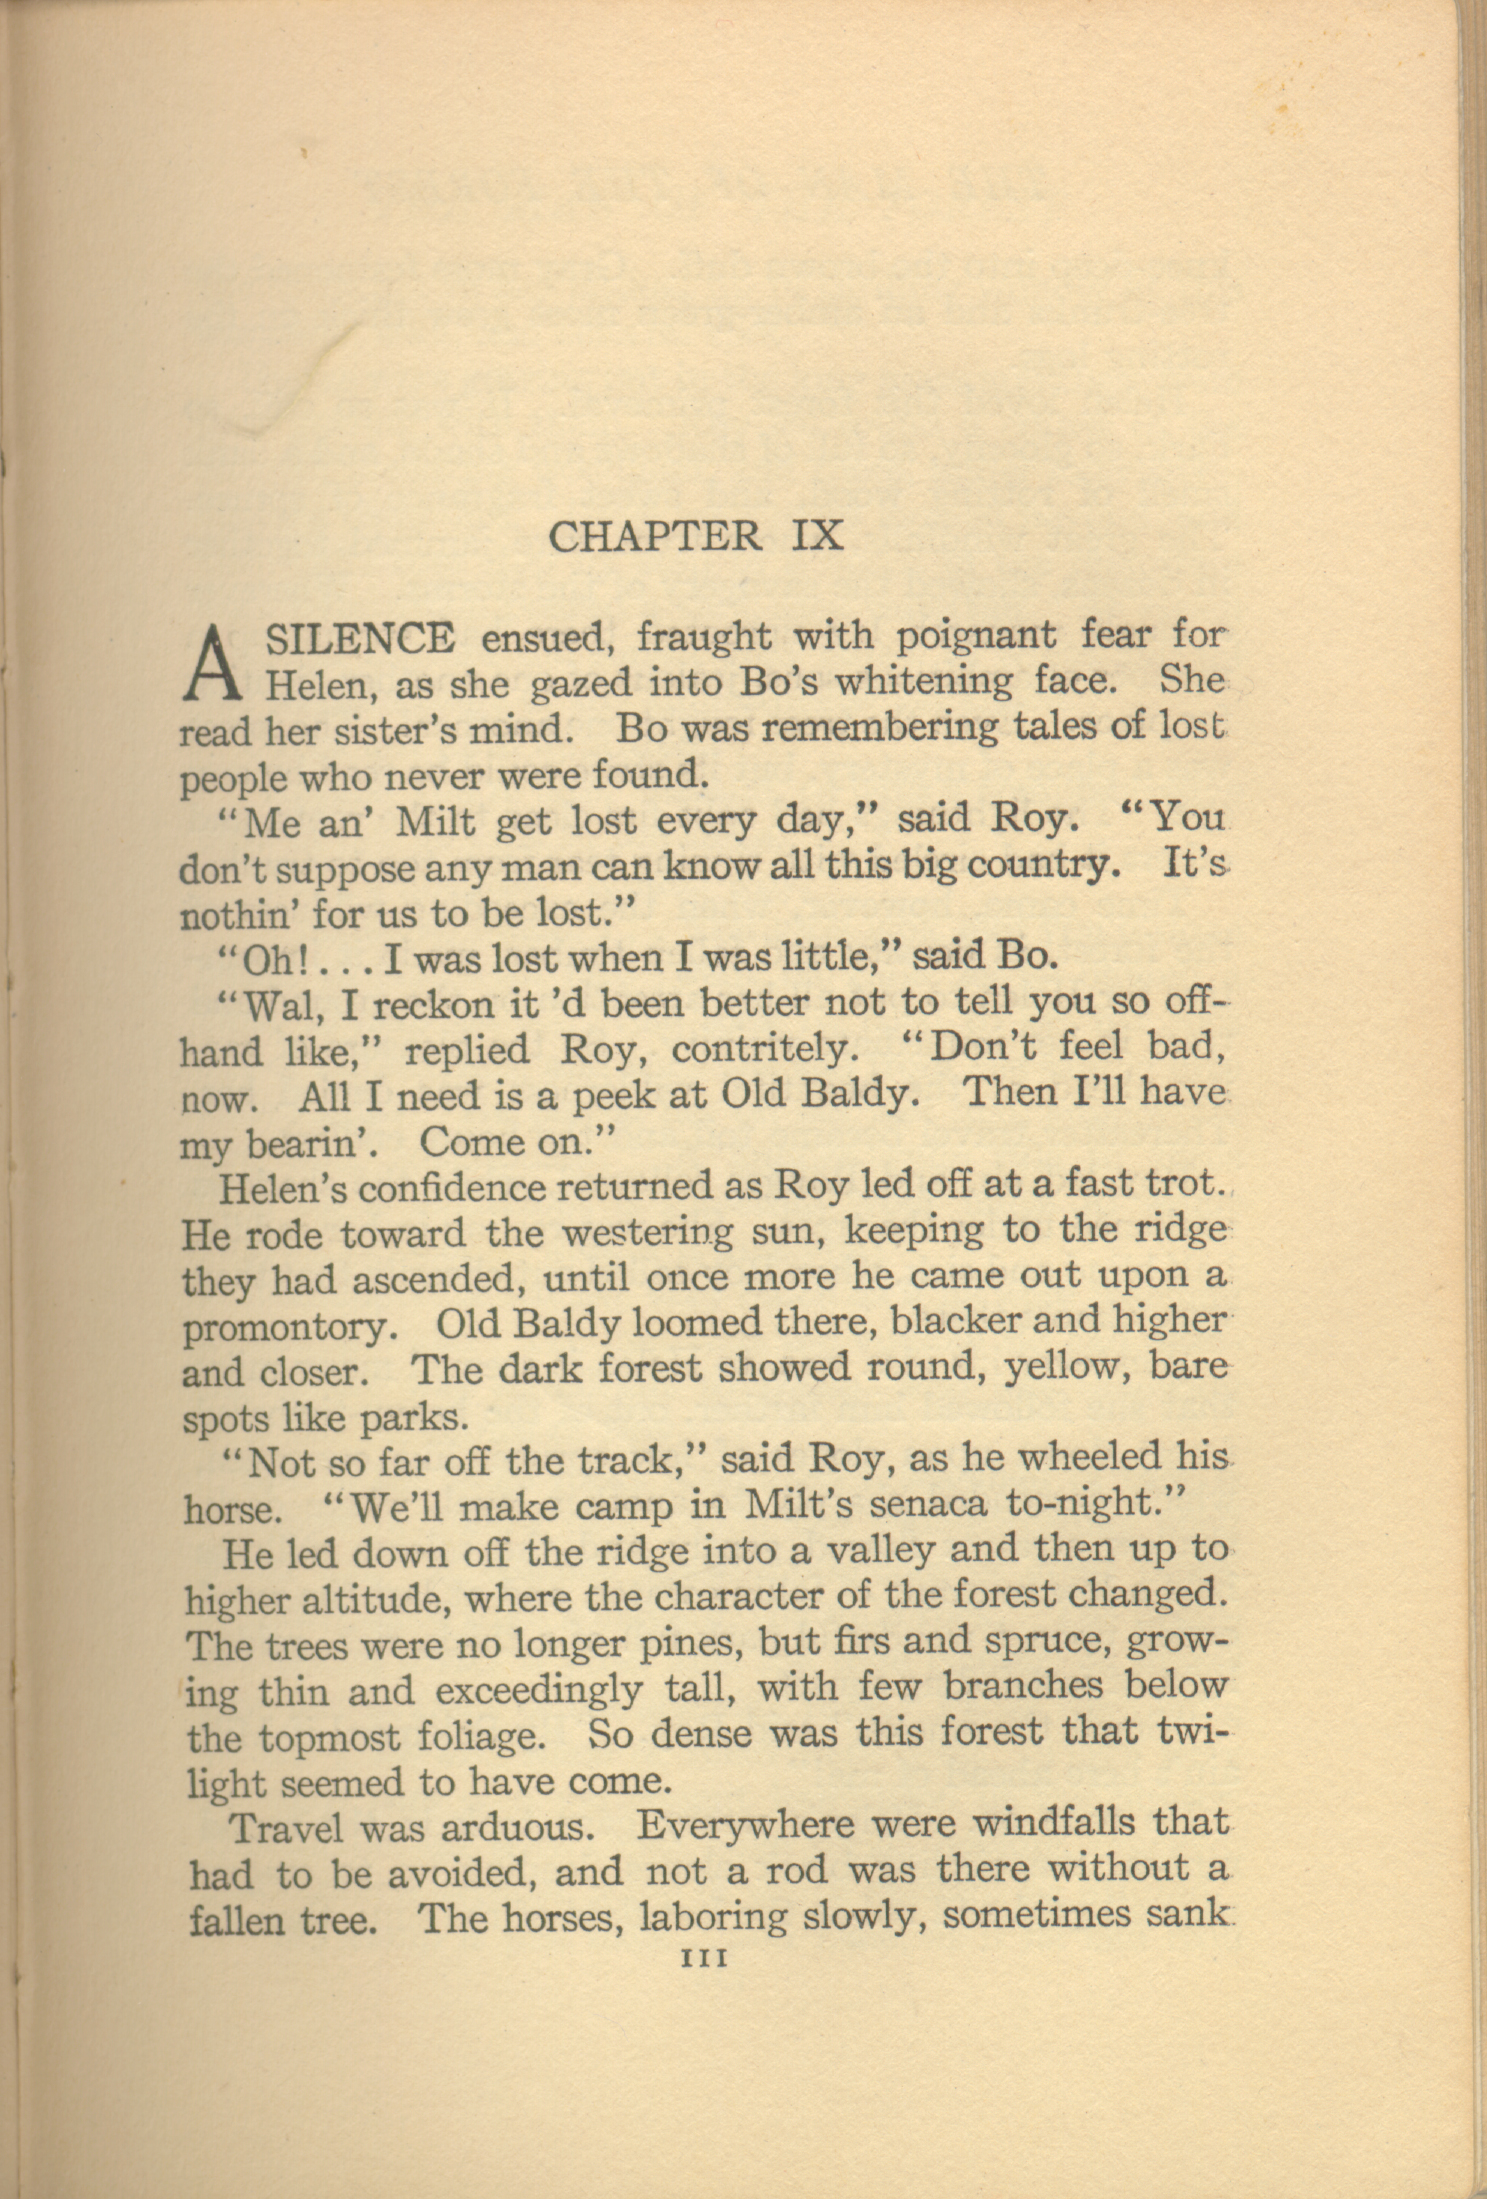 CHAPTER IX
A SILENCE ensued, fraught with poignant fear for
Helen, as she gazed into Bo's whitening face. She
read her sister's mind. Bo was remembering tales of lost
people who never were found.
"Me an' Milt get lost every day," said Roy. "You
don't suppose any man can know all this big country. It's
nothin' for us to be lost."
"Oh! . . . I was lost when I was little," said Bo.
"Wal, I reckon it 'd been better not to tell you so off-
hand like," replied Roy, contritely. "Don't feel bad,
now. All I need is a peek at Old Baldy. Then I'll have
my bearin'. Come on."
Helen's confidence returned as Roy led off at a fast trot.
He rode toward the westering sun, keeping to the ridge
they had ascended, until once more he came out upon a
promontory. Old Baldy loomed there, blacker and higher
and closer. The dark forest showed round, yellow, bare
spots like parks.
"Not so far off the track," said Roy, as he wheeled his
horse. "We'll make camp in Milt's senaca to-night."
He led down off the ridge into a valley and then up to
higher altitude, where the character of the forest changed.
The trees were no longer pines, but firs and spruce, grow-
ing thin and exceedingly tall, with few branches below
the topmost foliage. So dense was this forest that twi-
light seemed to have come.
Travel was arduous. Everywhere were windfalls that
had to be avoided, and not a rod was there without a
fallen tree. The horses, laboring slowly, sometimes sank
111